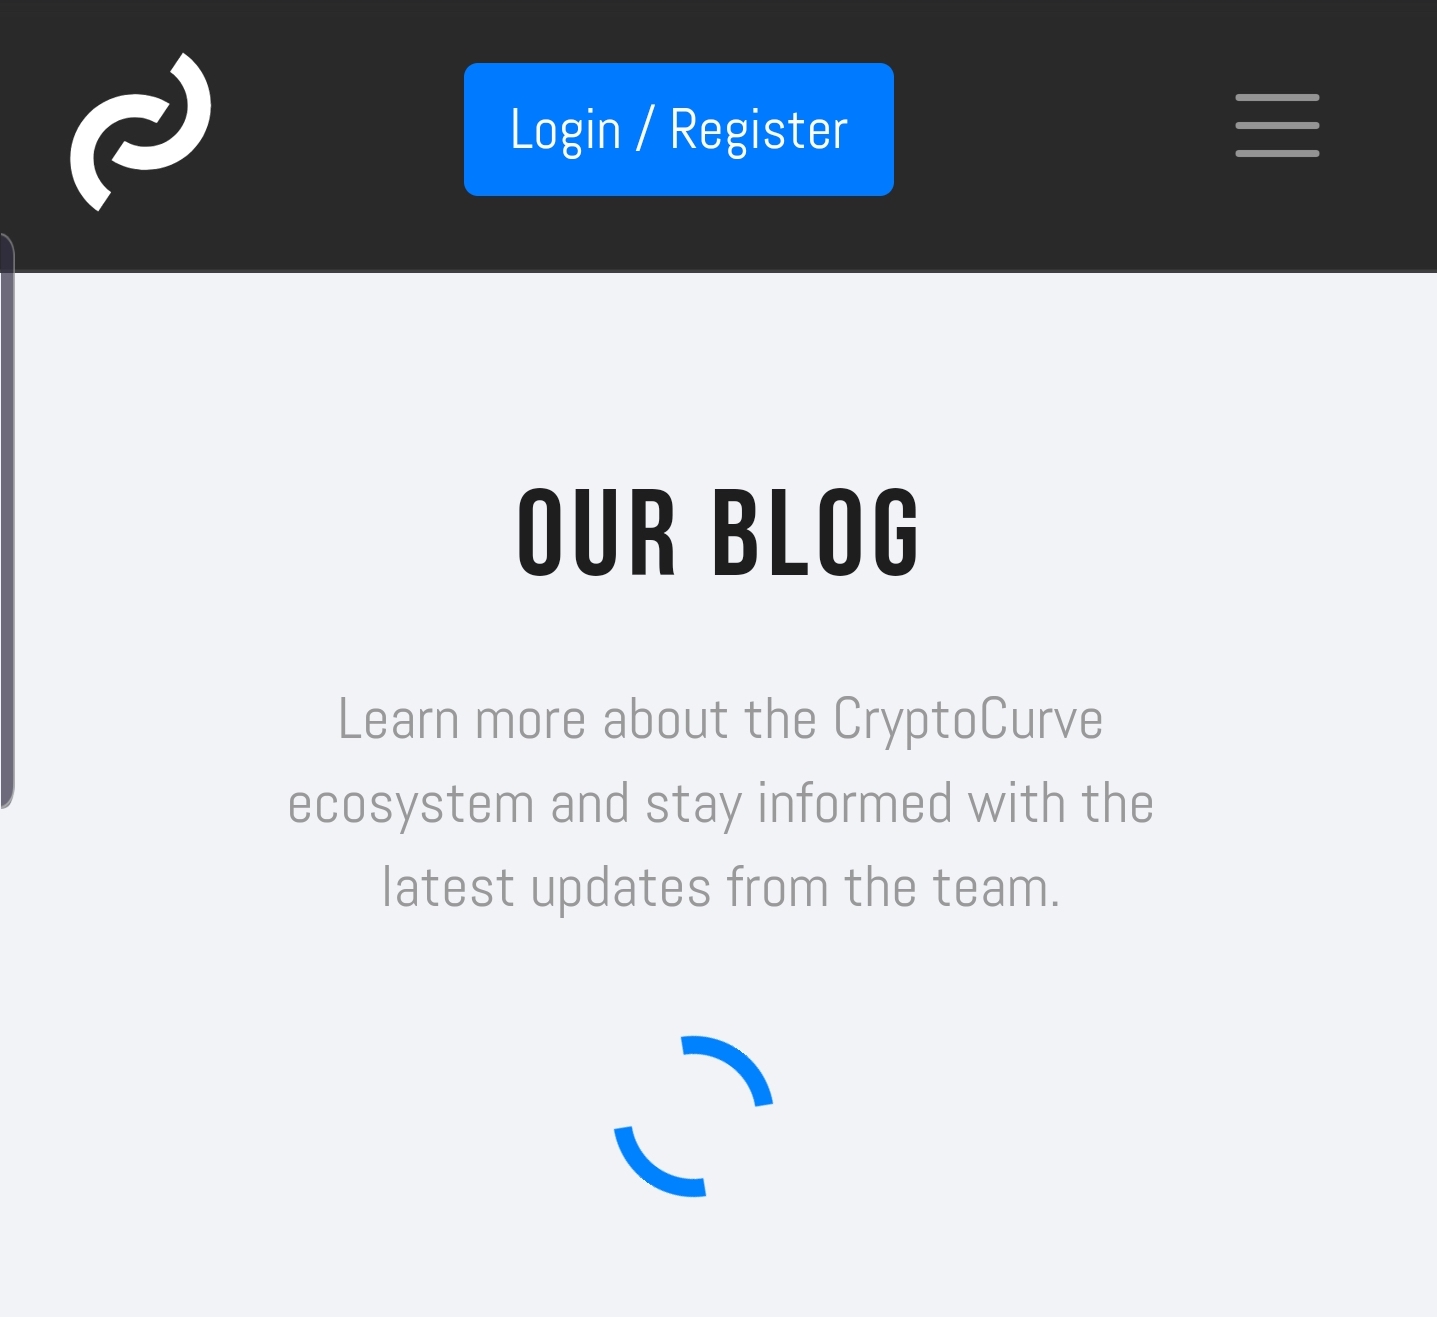 Login / Register
OUR BLOG
Learn more about the CryptoCurve
ecosystem and stay informed with the
latest updates from the team.